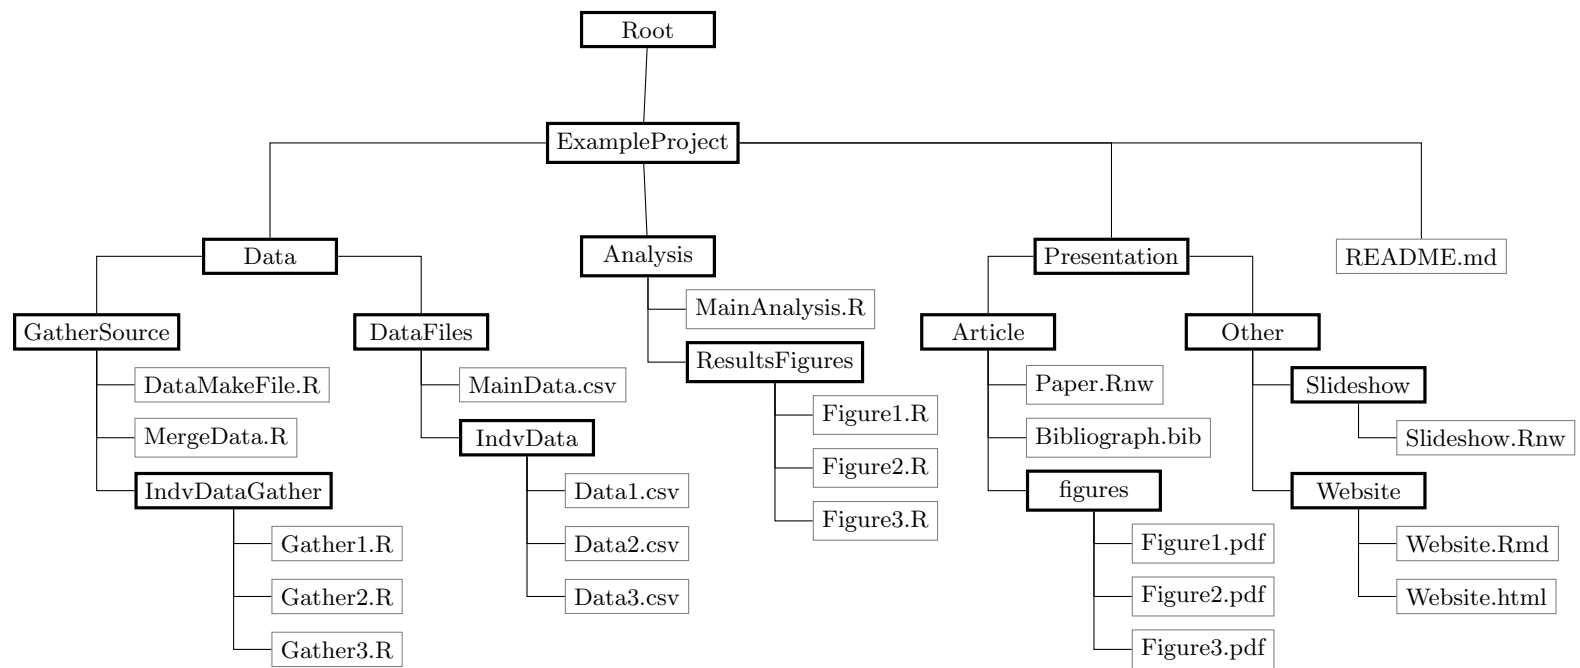 Root
ExampleProject
Data
Analysis
Presentation
README.md
GatherSource
DataFiles
MainAnalysis.R
Article
Other
ResultsFigures
DataMakeFile.R
MainData.csv
Paper.Rnw
Slideshow
Figure1.R
MergeData.R
IndvData
Bibliograph.bib
Slideshow.Rnw
Figure2.R
IndvDataGather
Data1.csv
figures
Website
Figure3.R
Gather1.R
Data2.csv
Figure1.pdf
Website.Rmd
Gather2.R
Data3.csv
Figure2.pdf
Website.html
Gather3.R
Figure3.pdf